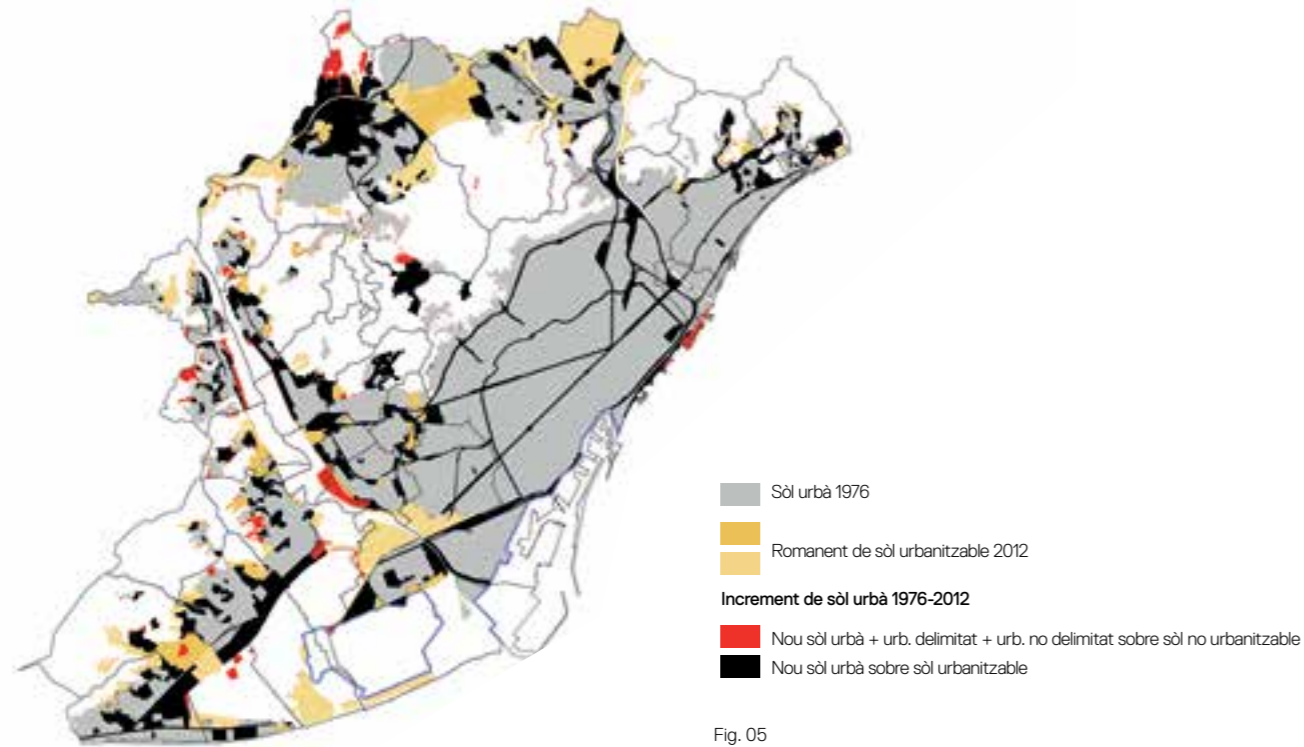 Sòl urbà 1976
Romanent de sòl urbanitzable 2012
Increment de sòl urbà 1976-2012
Nou sòl urbà + urb. delimitat + urb. no delimitat sobre sòl no urbanitzable
Nou sòl urbà sobre sòl urbanitzable
Fig. 05